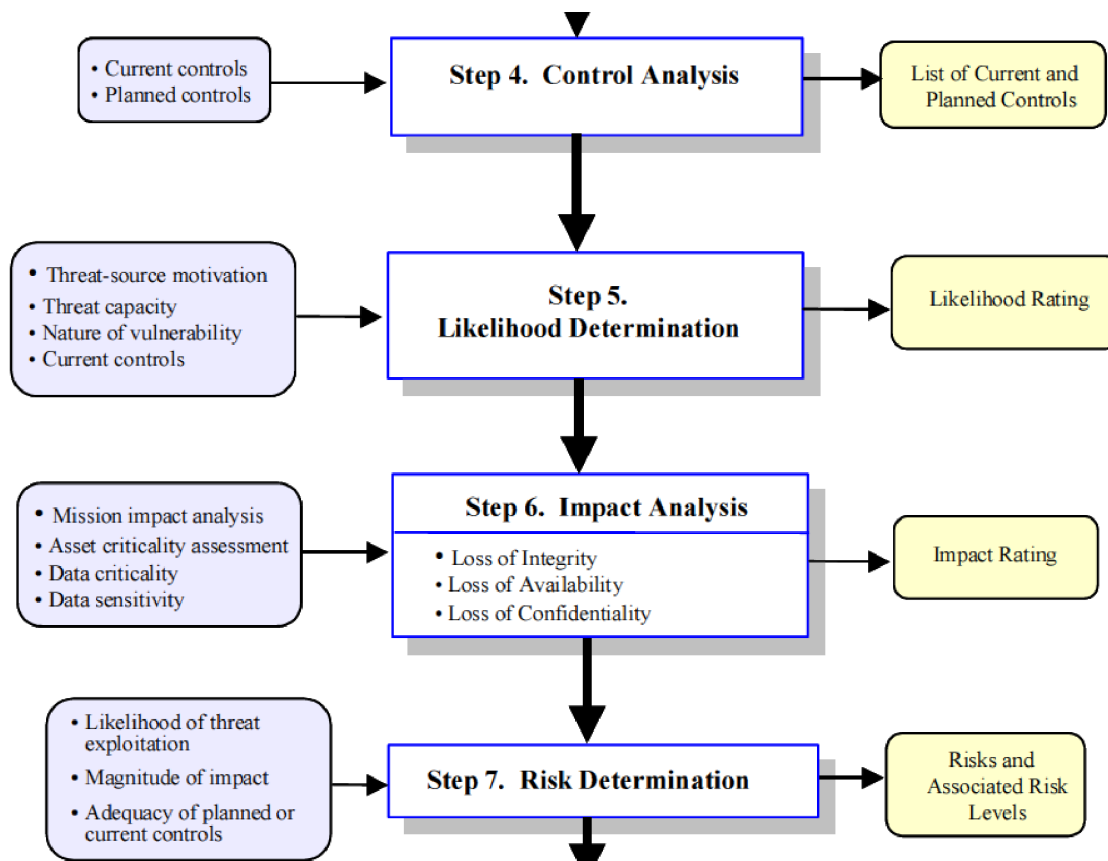 • Current controls
• Planned controls
Step 4. Control Analysis
List of Current and
Planned Controls
• Threat-source motivation
• Threat capacity
• Nature of vulnerability
• Current controls
Step 5.
Likelihood Determination
Likelihood Rating
• Mission impact analysis
• Asset criticality assessment
• Data criticality
• Data sensitivity
Step 6. Impact Analysis
• Loss of Integrity
• Loss of Availability
• Loss of Confidentiality
Impact Rating
• Likelihood of threat
exploitation
• Magnitude of impact
• Adequacy of planned or
current controls
Step 7. Risk Determination
Risks and
Associated Risk
Levels